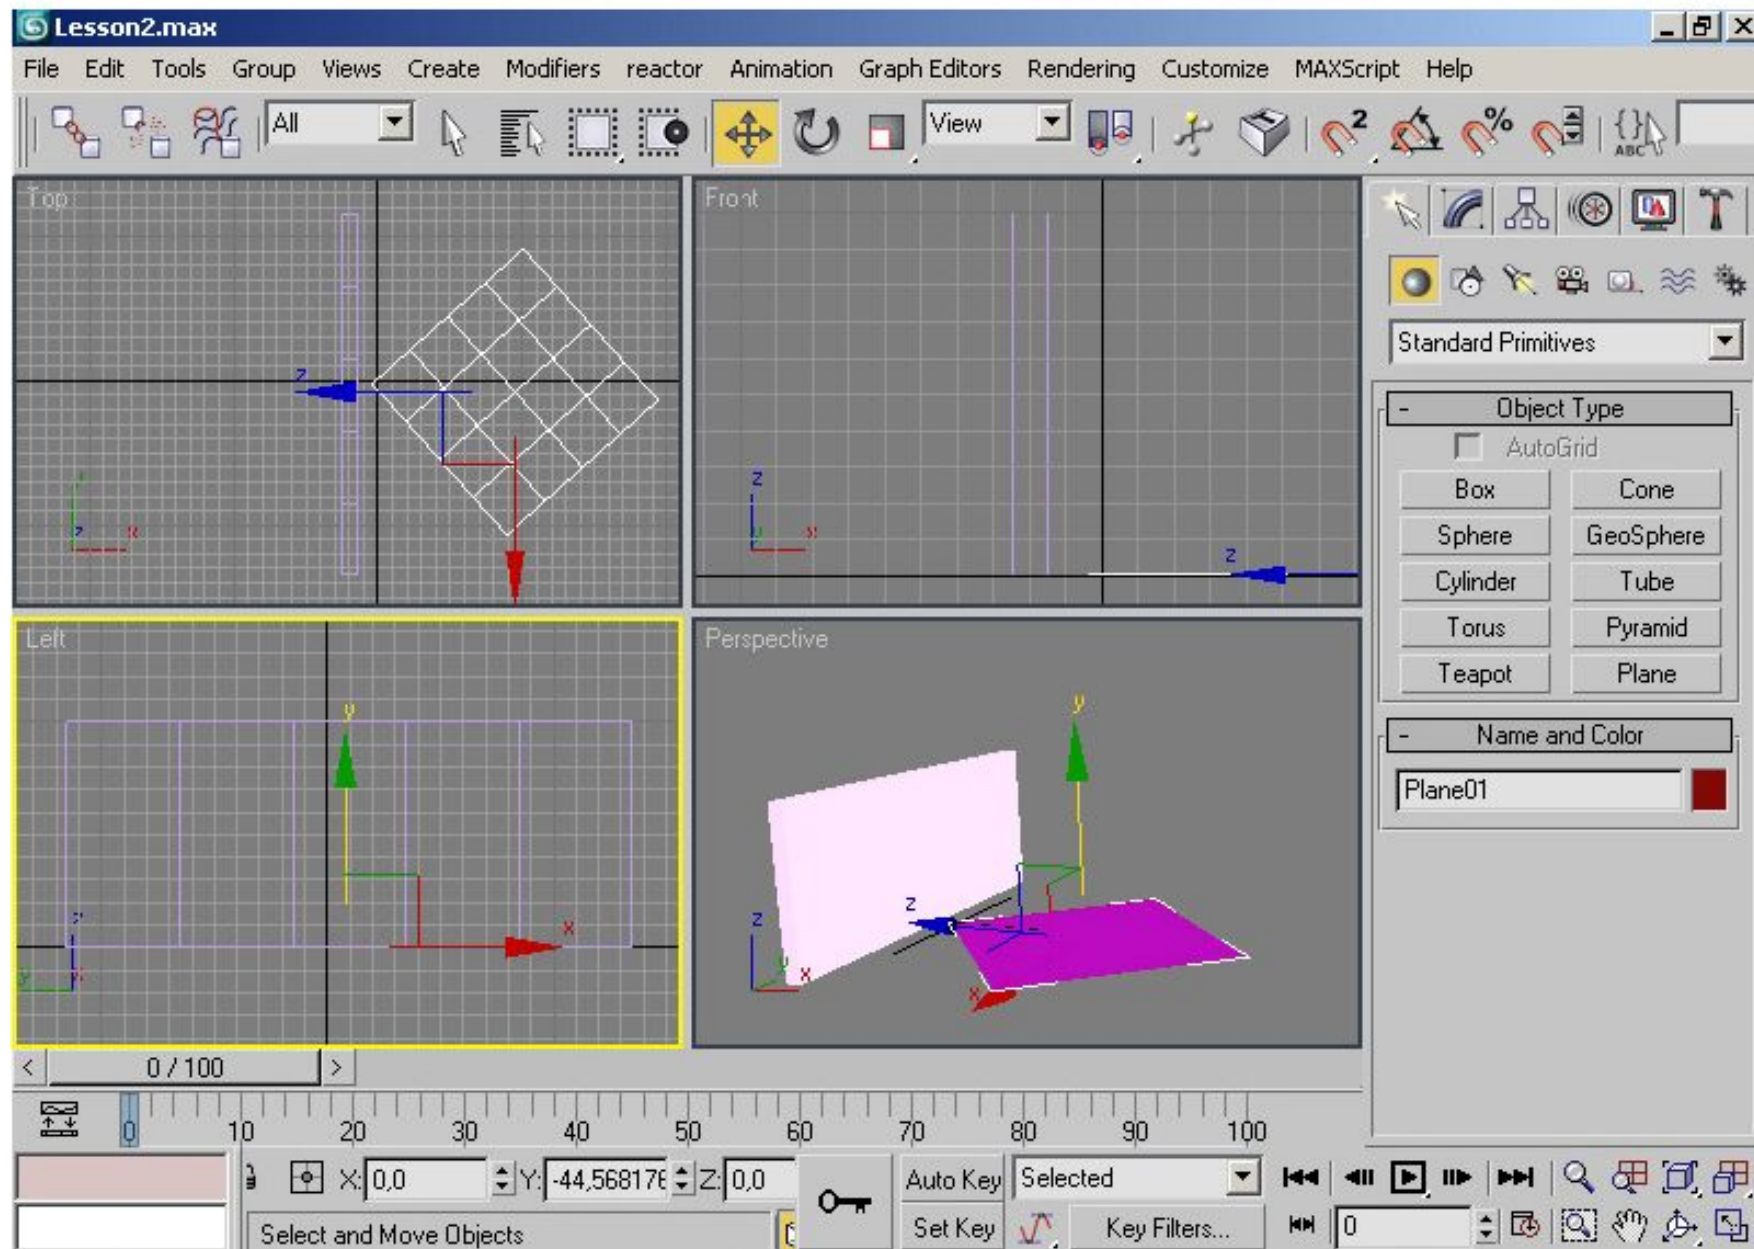 Lesson2.max
File Edit Tools Group Views Create Modifiers reactor Animation Graph Editors Rendering Customize MAXScript Help
All View 2 % {} ABC
Top Front
z
y
z x
z
y x
z
Standard Primitives
- Object Type
AutoGrid
Box Cone
Sphere GeoSphere
Cylinder Tube
Torus Pyramid
Teapot Plane
- Name and Color
Plane01
Left Perspective
y
x
z
y x
y
z
z
y x
x
< 0 / 100 >
0 10 20 30 40 50 60 70 80 90 100
X: 0,0 Y: -44,568176 Z: 0,0 Auto Key Selected
Select and Move Objects Set Key Key Filters... 0